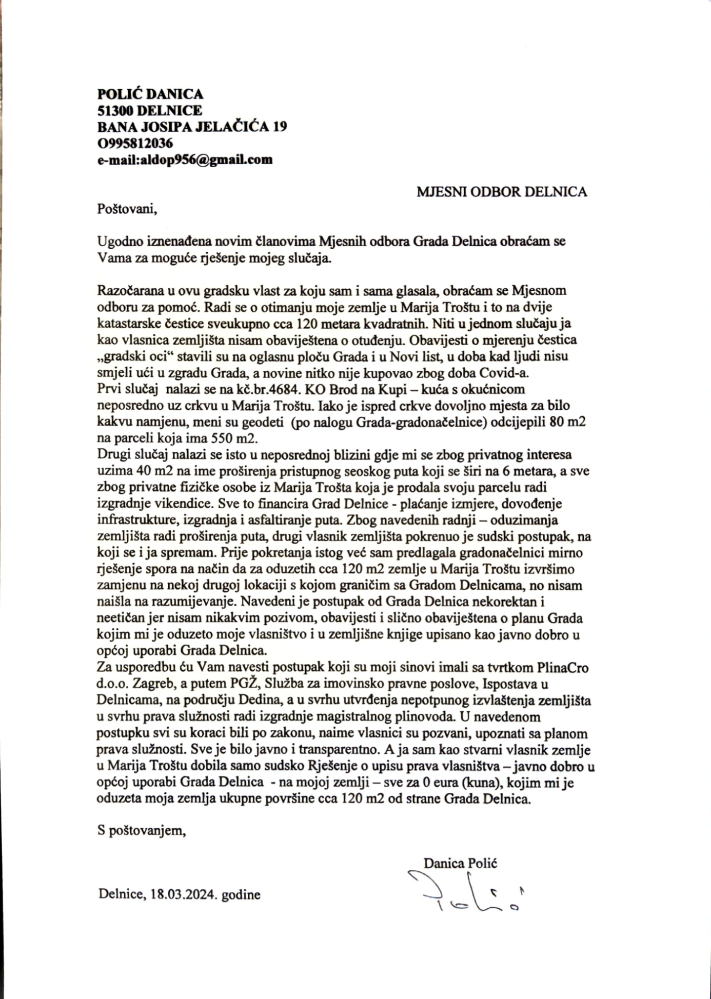 POLIĆ DANICA
51300 DELNICE
BANA JOSIPA JELAČIĆA 19
O995812036
e-mail:aldop956@gmail.com
MJESNI ODBOR DELNICA
Poštovani,
Ugodno iznenađena novim članovima Mjesnih odbora Grada Delnica obraćam se
Vama za moguće rješenje mojeg slučaja.
Razočarana u ovu gradsku vlast za koju sam i sama glasala, obraćam se Mjesnom
odboru za pomoć. Radi se o otimanju moje zemlje u Marija Troštu i to na dvije
katastarske čestice sveukupno cca 120 metara kvadratnih. Niti u jednom slučaju ja
kao vlasnica zemljišta nisam obaviještena o otuđenju. Obavijesti o mjerenju čestica
„gradski oci“ stavili su na oglasnu ploču Grada i u Novi list, u doba kad ljudi nisu
smjeli ući u zgradu Grada, a novine nitko nije kupovao zbog doba Covid-a.
Prvi slučaj  nalazi se na kč.br.4684. KO Brod na Kupi – kuća s okućnicom
neposredno uz crkvu u Marija Troštu. Iako je ispred crkve dovoljno mjesta za bilo
kakvu namjenu, meni su geodeti  (po nalogu Grada-gradonačelnice) odcijepili 80 m2
na parceli koja ima 550 m2.
Drugi slučaj nalazi se isto u neposrednoj blizini gdje mi se zbog privatnog interesa
uzima 40 m2 na ime proširenja pristupnog seoskog puta koji se širi na 6 metara, a sve
zbog privatne fizičke osobe iz Marija Trošta koja je prodala svoju parcelu radi
izgradnje vikendice. Sve to financira Grad Delnice - plaćanje izmjere, dovođenje
infrastrukture, izgradnja i asfaltiranje puta. Zbog navedenih radnji – oduzimanja
zemljišta radi proširenja puta, drugi vlasnik zemljišta pokrenuo je sudski postupak, na
koji se i ja spremam. Prije pokretanja istog već sam predlagala gradonačelnici mirno
rješenje spora na način da za oduzetih cca 120 m2 zemlje u Marija Troštu izvršimo
zamjenu na nekoj drugoj lokaciji s kojom graničim sa Gradom Delnicama, no nisam
naišla na razumijevanje. Navedeni je postupak od Grada Delnica nekorektan i
neetičan jer nisam nikakvim pozivom, obavijesti i slično obaviještena o planu Grada
kojim mi je oduzeto moje vlasništvo i u zemljišne knjige upisano kao javno dobro u
općoj uporabi Grada Delnica.
Za usporedbu ću Vam navesti postupak koji su moji sinovi imali sa tvrtkom PlinaCro
d.o.o. Zagreb, a putem PGŽ, Služba za imovinsko pravne poslove, Ispostava u
Delnicama, na području Dedina, a u svrhu utvrđenja nepotpunog izvlaštenja zemljišta
u svrhu prava služnosti radi izgradnje magistralnog plinovoda. U navedenom
postupku svi su koraci bili po zakonu, naime vlasnici su pozvani, upoznati sa planom
prava služnosti. Sve je bilo javno i transparentno. A ja sam kao stvarni vlasnik zemlje
u Marija Troštu dobila samo sudsko Rješenje o upisu prava vlasništva – javno dobro u
općoj uporabi Grada Delnica  - na mojoj zemlji – sve za 0 eura (kuna), kojim mi je
oduzeta moja zemlja ukupne površine cca 120 m2 od strane Grada Delnica.
S poštovanjem,
Danica Polić
Polić
Delnice, 18.03.2024. godine